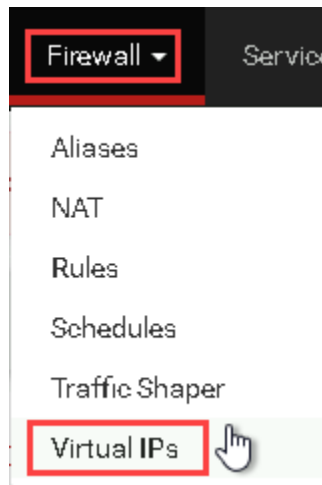 Firewall Servic
Aliases
NAT
Rules
Schedules
Traffic Shaper
Virtual IPs